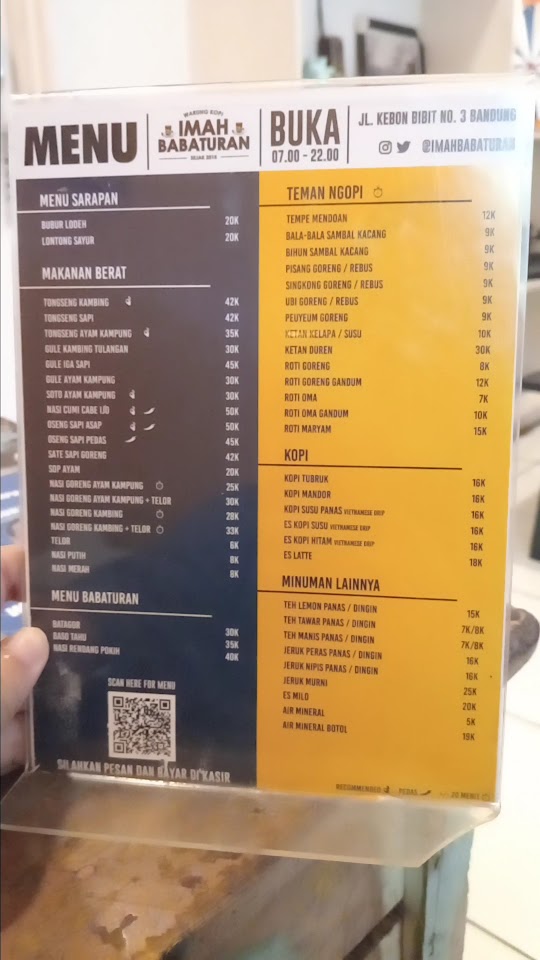 MENU
WARUNG KOPI
IMAH
BABATURAN
SEJAK 2014
BUKA
07.00 - 22.00
JL. KEBON BIBIT NO. 3 BANDUNG
@IMAHBABATURAN
MENU SARAPAN
BUBUR LODEH 20K
LONTONG SAYUR 20K
MAKANAN BERAT
TONGSENG KAMBING 42K
TONGSENG SAPI 42K
TONGSENG AYAM KAMPUNG 35K
GULE KAMBING TULANGAN 30K
GULE IGA SAPI 45K
GULE AYAM KAMPUNG 30K
SOTO AYAM KAMPUNG 30K
NASI CUMI CABE IJO 50K
OSENG SAPI ASAP 50K
OSENG SAPI PEDAS 45K
SATE SAPI GORENG 42K
SOP AYAM 20K
NASI GORENG AYAM KAMPUNG 25K
NASI GORENG AYAM KAMPUNG + TELOR 30K
NASI GORENG KAMBING 28K
NASI GORENG KAMBING + TELOR 33K
TELOR 6K
NASI PUTIH 8K
NASI MERAH 8K
MENU BABATURAN
BATAGOR 30K
BABO TAHU 35K
NASI RENDANG POKIH 40K
SCAN HERE FOR MENU
SILAHKAN PESAN DAN BAYAR DI KASIR
TEMAN NGOPI
TEMPE MENDOAN 12K
BALA-BALA SAMBAL KACANG 9K
BIHUN SAMBAL KACANG 9K
PISANG GORENG / REBUS 9K
SINGKONG GORENG / REBUS 9K
UBI GORENG / REBUS 9K
PEUYEUM GORENG 9K
KETAN KELAPA / SUSU 10K
KETAN DUREN 30K
ROTI GORENG 8K
ROTI GORENG GANDUM 12K
ROTI OMA 7K
ROTI OMA GANDUM 10K
ROTI MARYAM 15K
KOPI
KOPI TUBRUK 16K
KOPI MANDOR 16K
KOPI SUSU PANAS VIETNAMESE DRIP 16K
ES KOPI SUSU VIETNAMESE DRIP 16K
ES KOPI HITAM VIETNAMESE DRIP 16K
ES LATTE 18K
MINUMAN LAINNYA
TEH LEMON PANAS / DINGIN 15K
TEH TAWAR PANAS / DINGIN 7K/8K
TEH MANIS PANAS / DINGIN 7K/8K
JERUK PERAS PANAS / DINGIN 16K
JERUK NIPIS PANAS / DINGIN 16K
JERUK MURNI 25K
ES MILO 20K
AIR MINERAL 5K
AIR MINERAL BOTOL 19K
RECOMMENDED PEDAS